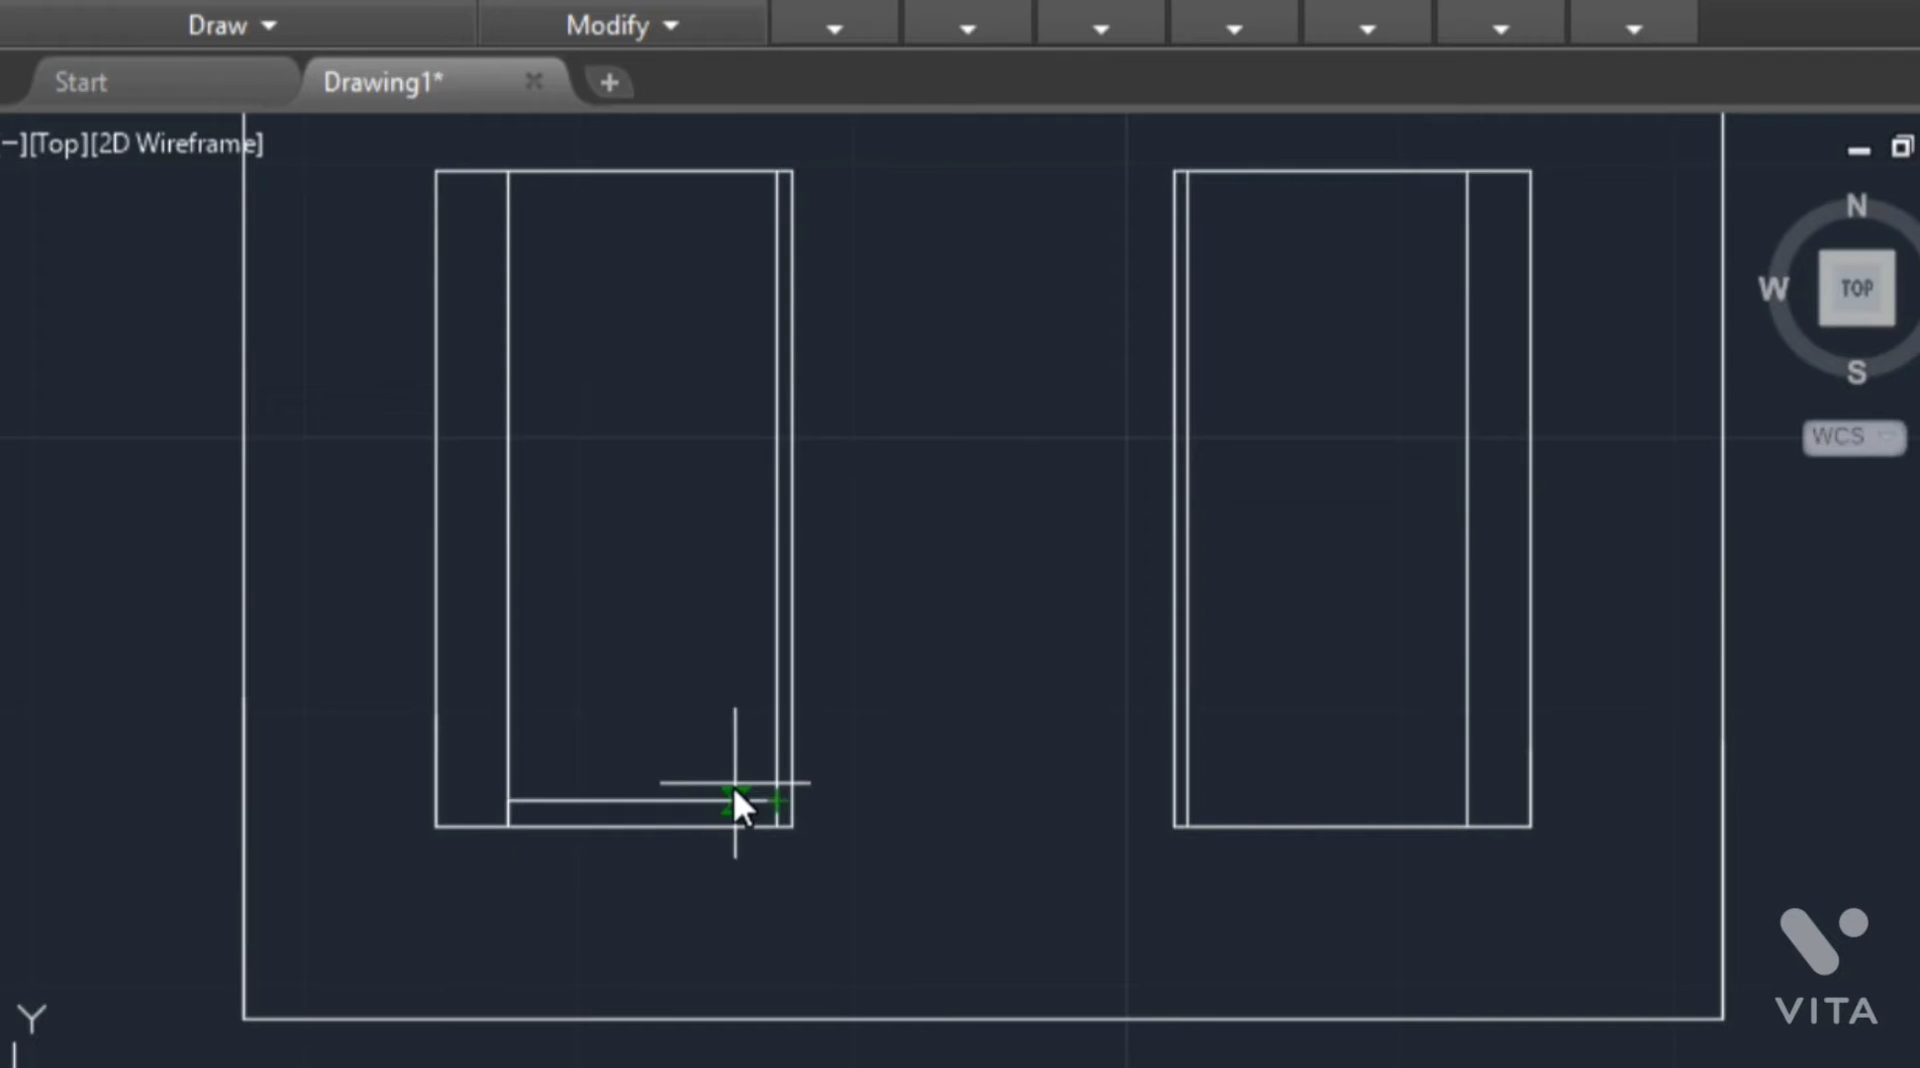 Draw Modify
Start Drawing1*
−][Top][2D Wireframe]
N
W TOP
S
WCS
VITA
Y